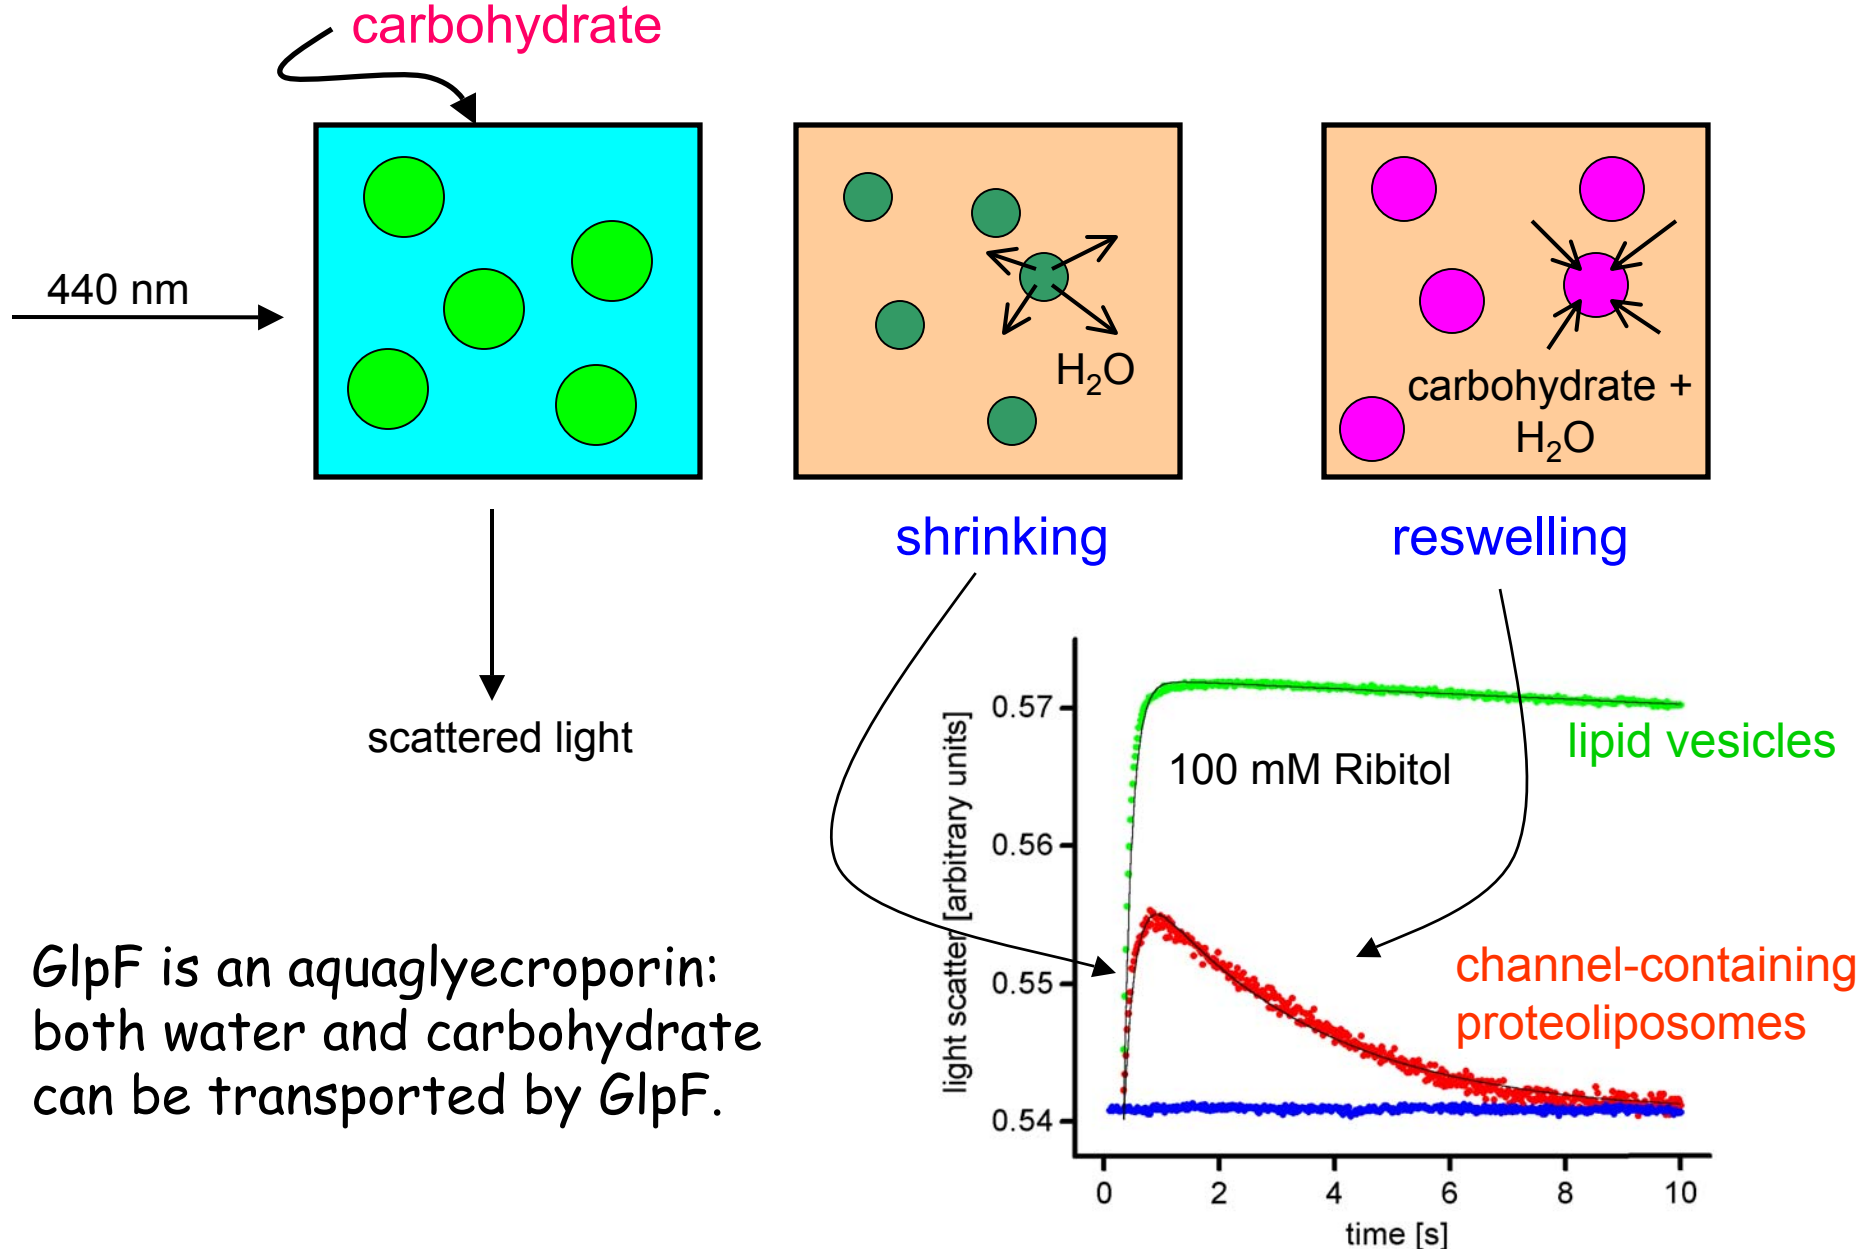 carbohydrate
440 nm
H₂O
carbohydrate +
H₂O
shrinking
reswelling
scattered light
GlpF is an aquaglyecroporin:
both water and carbohydrate
can be transported by GlpF.
light scatter [arbitrary units]
0.57
0.56
0.55
0.54
100 mM Ribitol
lipid vesicles
channel-containing
proteoliposomes
0 2 4 6 8 10
time [s]